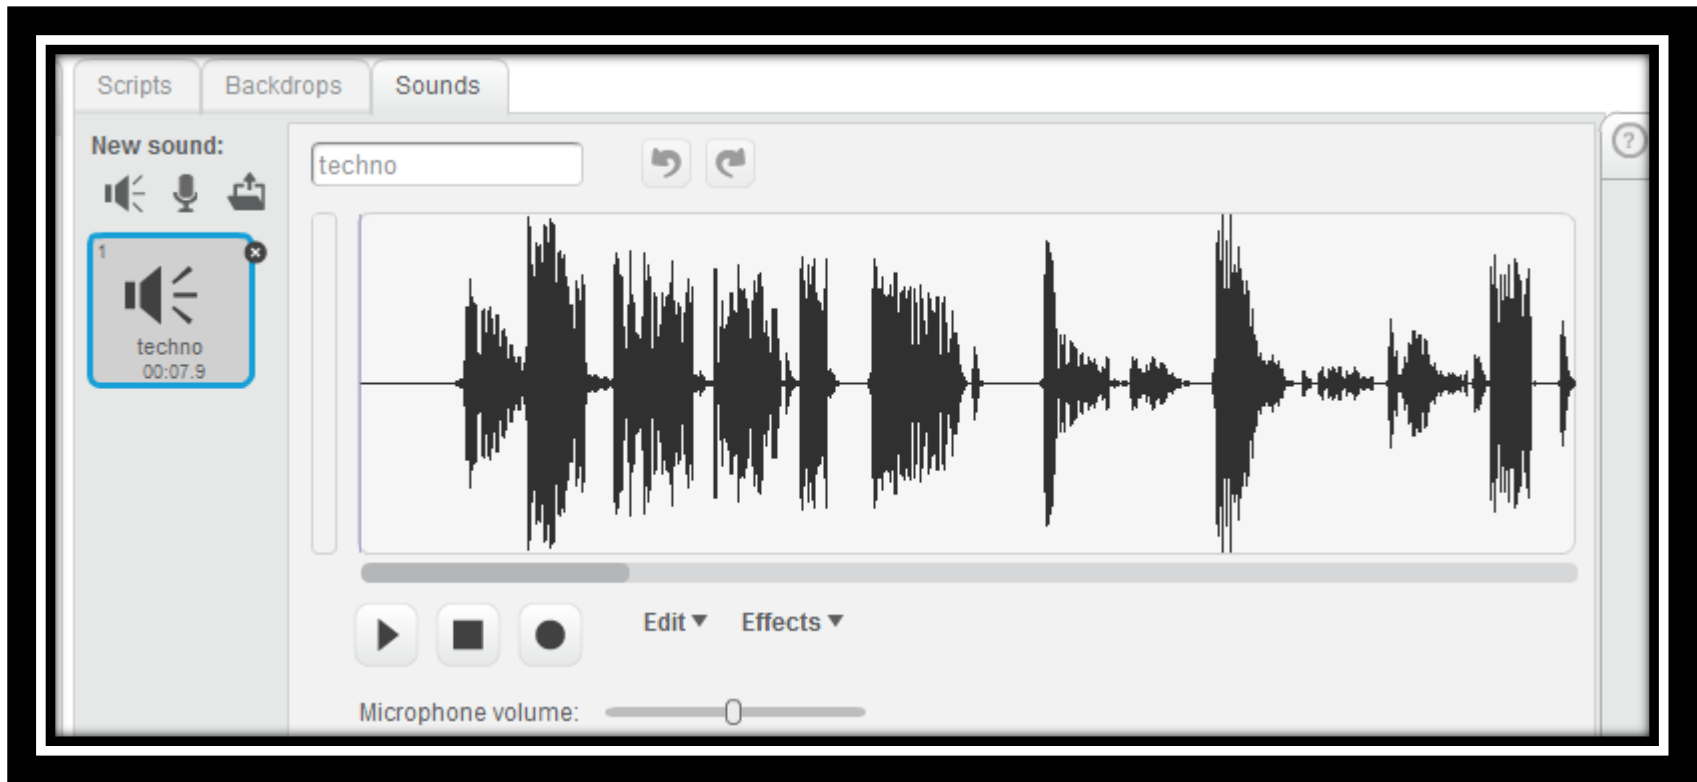 Scripts Backdrops Sounds
New sound:
techno
1
techno
00:07.9
Edit Effects
Microphone volume:
?